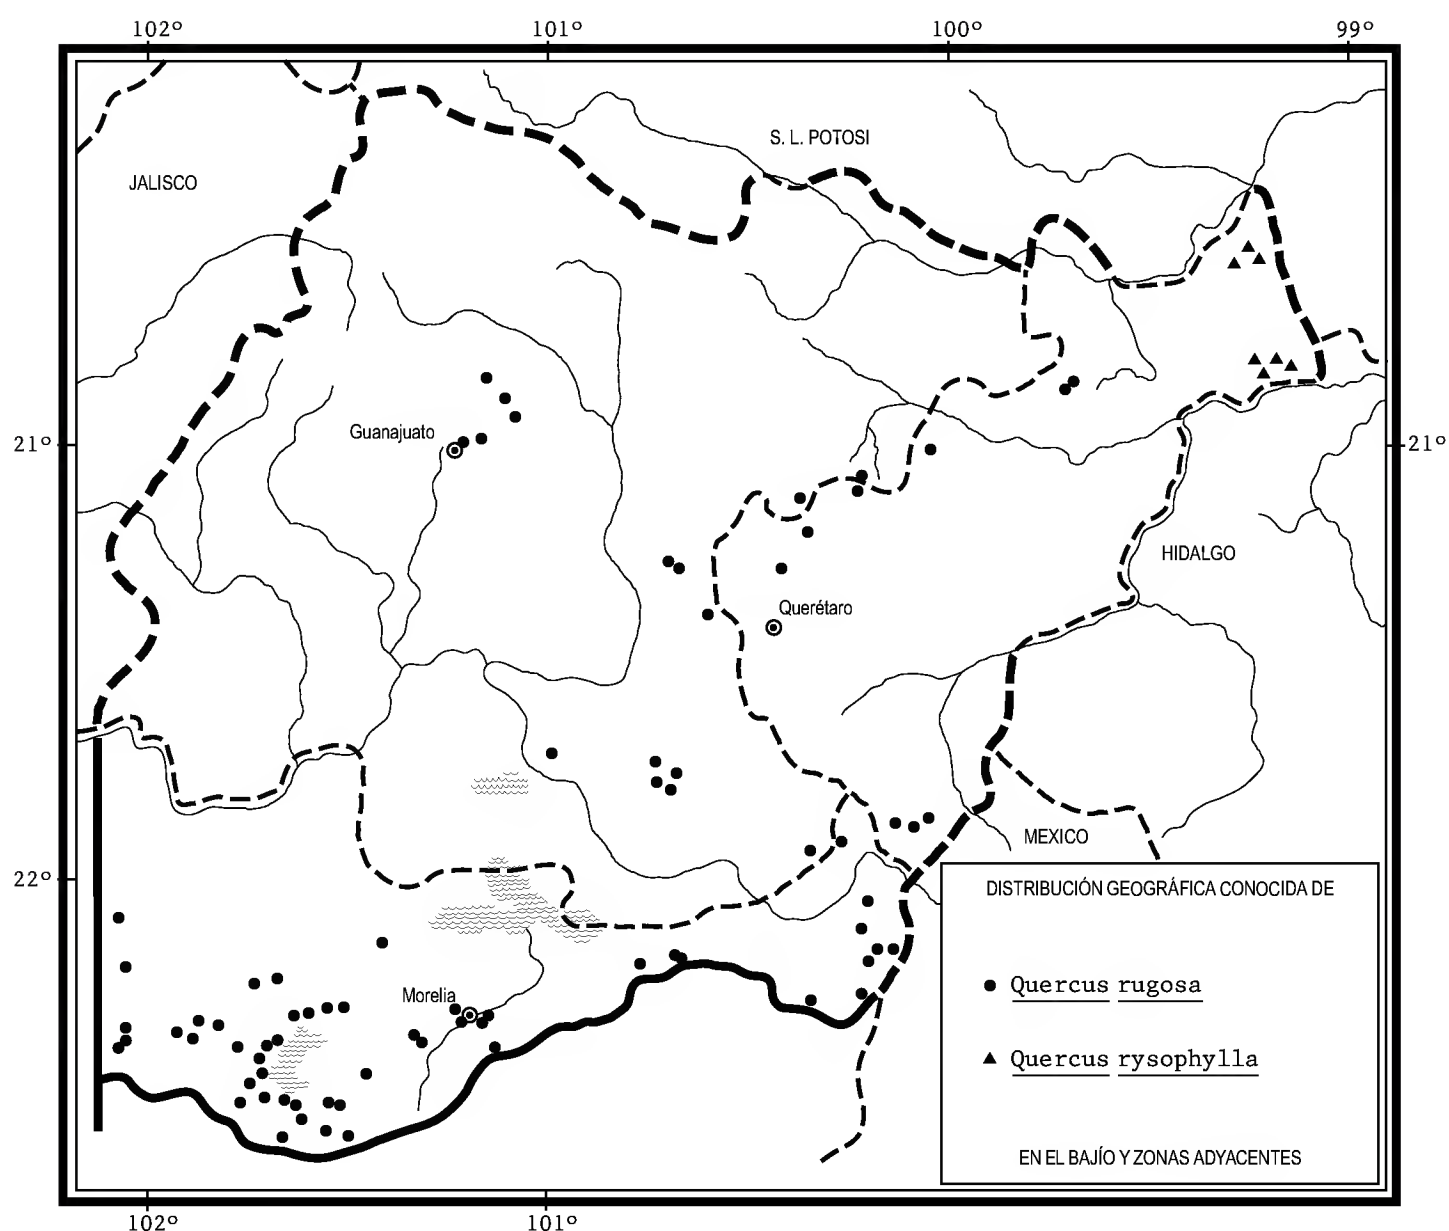 102° 101° 100° 99°
S. L. POTOSI
JALISCO
Guanajuato
21° 21°
HIDALGO
Querétaro
MEXICO
22°
DISTRIBUCIÓN GEOGRÁFICA CONOCIDA DE
Quercus rugosa
Morelia
Quercus rysophylla
EN EL BAJÍO Y ZONAS ADYACENTES
102° 101°